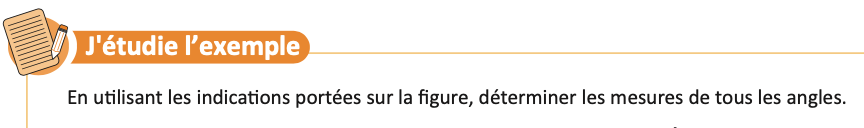 J'étudie l’exemple
En utilisant les indications portées sur la figure, déterminer les mesures de tous les angles.